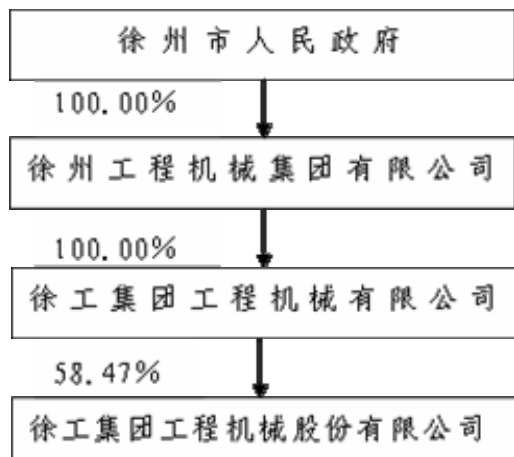 徐州市人民政府
100.00%
徐州工程机械集团有限公司
100.00%
徐工集团工程机械有限公司
58.47%
徐工集团工程机械股份有限公司